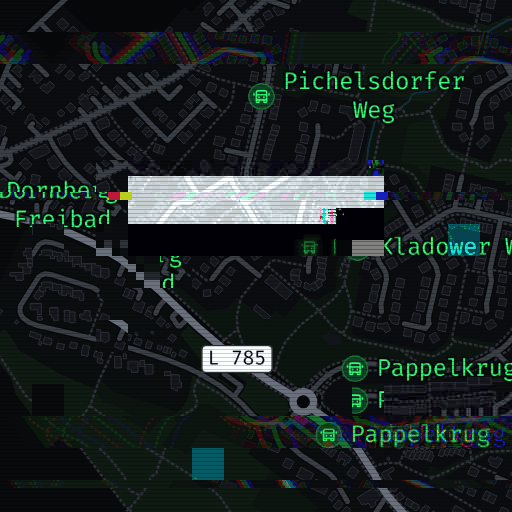 Pichelsdorfer
Weg
Freibad
Kladower
L 785
Pappelkrug
Pappelkrug